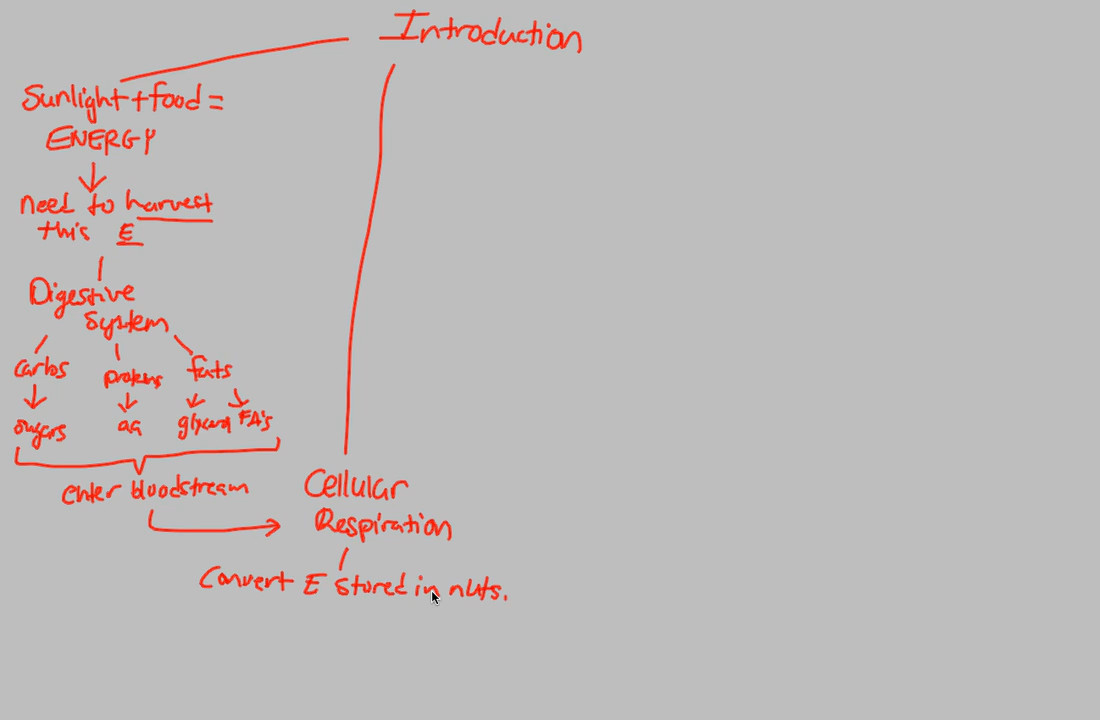 Introduction
Sunlight + food =
ENERGY
need to harvest
this E
Digestive
System
Carbs
proteins
fats
sugars
aa
glycerol FA's
enter bloodstream
Cellular
Respiration
Convert E stored in nuts.